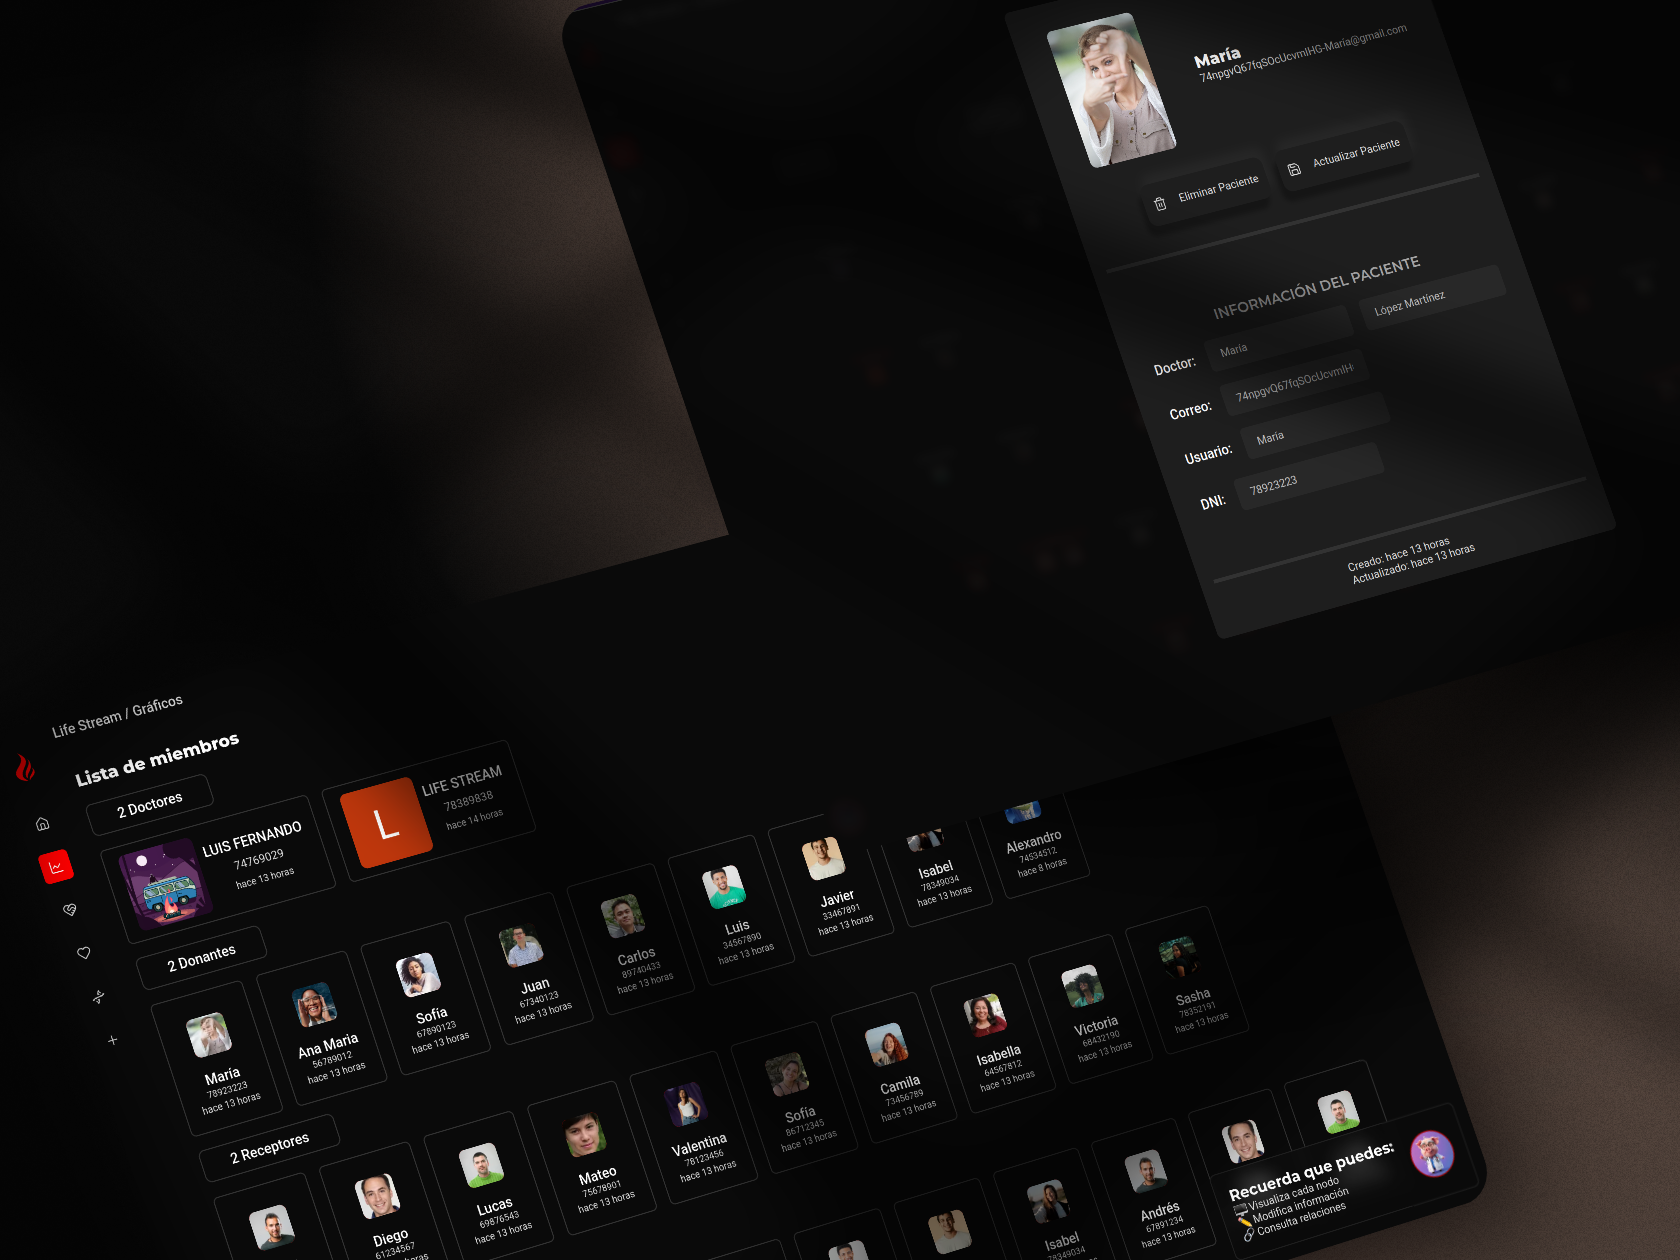 María
74npgvQ67fqSOcUcvmlHG-Maria@gmail.com
Eliminar Paciente
Actualizar Paciente
INFORMACIÓN DEL PACIENTE
Doctor:
María
López Martínez
Correo:
74npgvQ67fqSOcUcvmlH
Usuario:
María
DNI:
78923223
Creado: hace 13 horas
Actualizado: hace 13 horas
Life Stream / Gráficos
Lista de miembros
2 Doctores
LUIS FERNANDO
74769029
hace 13 horas
L
LIFE STREAM
78389838
hace 14 horas
2 Donantes
María
78923223
hace 13 horas
Ana Maria
56789012
hace 13 horas
Sofía
67890123
hace 13 horas
Juan
67340123
hace 13 horas
Carlos
89740433
hace 13 horas
Luis
34567890
hace 13 horas
Javier
33467891
hace 13 horas
Isabel
78349034
hace 13 horas
Alexandro
74534512
hace 8 horas
2 Receptores
Diego
61234567
Lucas
69876543
hace 13 horas
Mateo
75678901
hace 13 horas
Valentina
78123456
hace 13 horas
Sofía
86712345
hace 13 horas
Camila
73456789
hace 13 horas
Isabella
64567812
hace 13 horas
Victoria
68432190
hace 13 horas
Sasha
78352191
hace 13 horas
Isabel
78349034
Andrés
67891234
hace 13 horas
Recuerda que puedes:
🖥️Visualiza cada nodo
✏️Modifica información
🔗Consulta relaciones